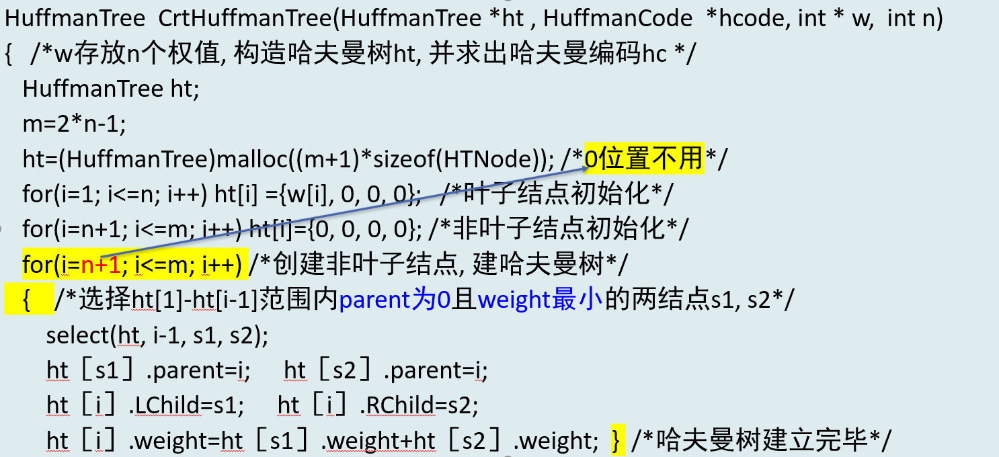 HuffmanTree CrtHuffmanTree(HuffmanTree *ht , HuffmanCode *hcode, int * w, int n)
{ /*w存放n个权值, 构造哈夫曼树ht, 并求出哈夫曼编码hc */
HuffmanTree ht;
m=2*n-1;
ht=(HuffmanTree)malloc((m+1)*sizeof(HTNode)); /*0位置不用*/
for(i=1; i<=n; i++) ht[i] ={w[i], 0, 0, 0}; /*叶子结点初始化*/
for(i=n+1; i<=m; i++) ht[i]={0, 0, 0, 0}; /*非叶子结点初始化*/
for(i=n+1; i<=m; i++) /*创建非叶子结点, 建哈夫曼树*/
{ /*选择ht[1]-ht[i-1]范围内parent为0且weight最小的两结点s1, s2*/
select(ht, i-1, s1, s2);
ht［s1］.parent=i; ht［s2］.parent=i;
ht［i］.LChild=s1; ht［i］.RChild=s2;
ht［i］.weight=ht［s1］.weight+ht［s2］.weight; } /*哈夫曼树建立完毕*/